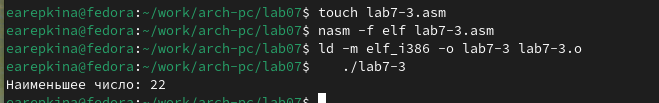 earepkina@fedora:~/work/arch-pc/lab07$ touch lab7-3.asm
earepkina@fedora:~/work/arch-pc/lab07$ nasm -f elf lab7-3.asm
earepkina@fedora:~/work/arch-pc/lab07$ ld -m elf_i386 -o lab7-3 lab7-3.o
earepkina@fedora:~/work/arch-pc/lab07$   ./lab7-3
Наименьшее число: 22
earepkina@fedora:~/work/arch-pc/lab07$